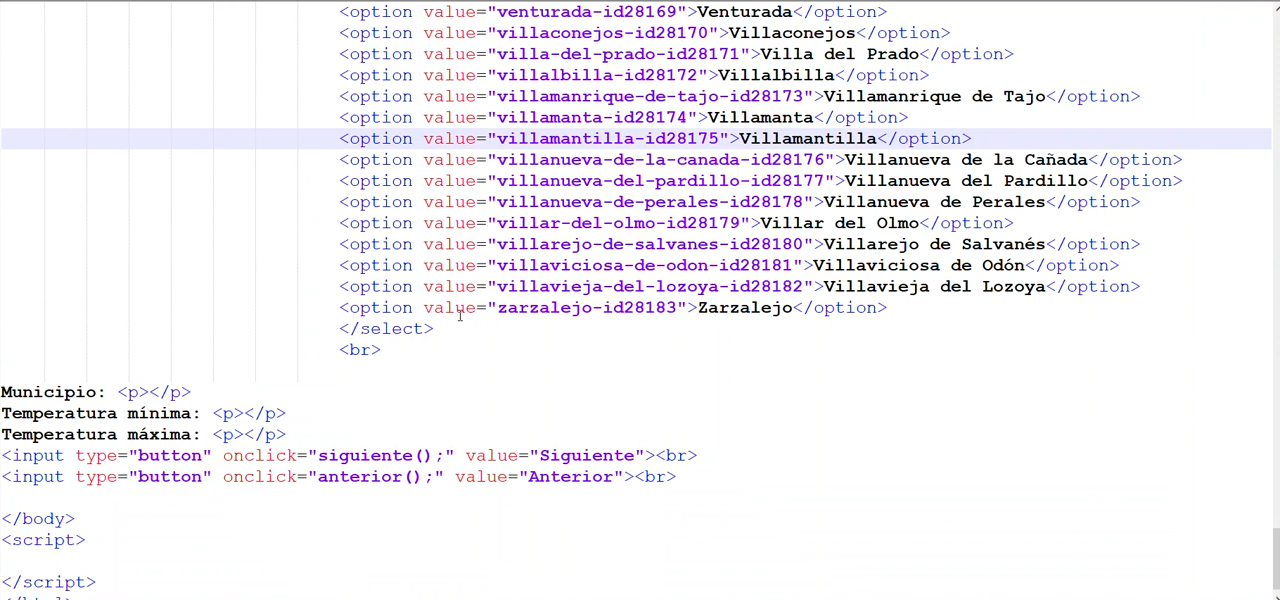 <option value="venturada-id28169">Venturada</option>
<option value="villaconejos-id28170">Villaconejos</option>
<option value="villa-del-prado-id28171">Villa del Prado</option>
<option value="villalbilla-id28172">Villalbilla</option>
<option value="villamanrique-de-tajo-id28173">Villamanrique de Tajo</option>
<option value="villamanta-id28174">Villamanta</option>
<option value="villamantilla-id28175">Villamantilla</option>
<option value="villanueva-de-la-canada-id28176">Villanueva de la Cañada</option>
<option value="villanueva-del-pardillo-id28177">Villanueva del Pardillo</option>
<option value="villanueva-de-perales-id28178">Villanueva de Perales</option>
<option value="villar-del-olmo-id28179">Villar del Olmo</option>
<option value="villarejo-de-salvanes-id28180">Villarejo de Salvanés</option>
<option value="villaviciosa-de-odon-id28181">Villaviciosa de Odón</option>
<option value="villavieja-del-lozoya-id28182">Villavieja del Lozoya</option>
<option value="zarzalejo-id28183">Zarzalejo</option>
</select>
<br>
Municipio: <p></p>
Temperatura mínima: <p></p>
Temperatura máxima: <p></p>
<input type="button" onclick="siguiente();" value="Siguiente"><br>
<input type="button" onclick="anterior();" value="Anterior"><br>
</body>
<script>
</script>